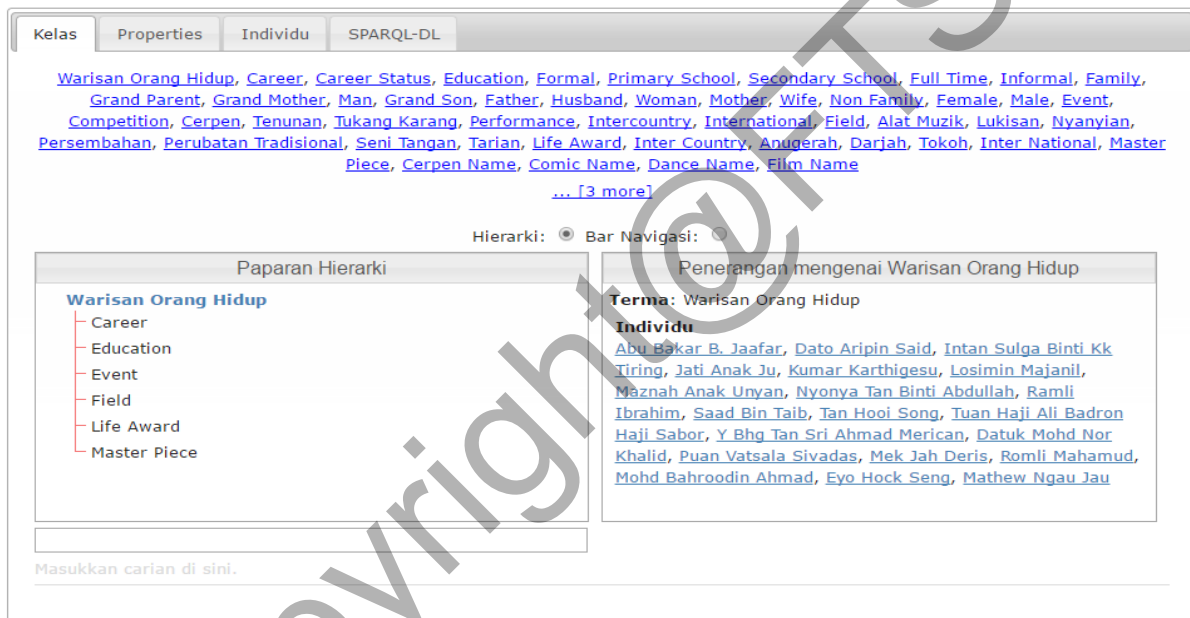 Kelas Properties Individu SPARQL-DL
Warisan Orang Hidup, Career, Career Status, Education, Formal, Primary School, Secondary School, Full Time, Informal, Family,
Grand Parent, Grand Mother, Man, Grand Son, Father, Husband, Woman, Mother, Wife, Non Family, Female, Male, Event,
Competition, Cerpen, Tenunan, Tukang Karang, Performance, Intercountry, International, Field, Alat Muzik, Lukisan, Nyanyian,
Persembahan, Perubatan Tradisional, Seni Tangan, Tarian, Life Award, Inter Country, Anugerah, Darjah, Tokoh, Inter National, Master
Piece, Cerpen Name, Comic Name, Dance Name, Film Name
... [3 more]
Hierarki: Bar Navigasi:
Paparan Hierarki
Warisan Orang Hidup
Career
Education
Event
Field
Life Award
Master Piece
Penerangan mengenai Warisan Orang Hidup
Terma: Warisan Orang Hidup
Individu
Abu Bakar B. Jaafar, Dato Aripin Said, Intan Sulga Binti Kk
Tiring, Jati Anak Ju, Kumar Karthigesu, Losimin Majanil,
Maznah Anak Unyan, Nyonya Tan Binti Abdullah, Ramli
Ibrahim, Saad Bin Taib, Tan Hooi Song, Tuan Haji Ali Badron
Haji Sabor, Y Bhg Tan Sri Ahmad Merican, Datuk Mohd Nor
Khalid, Puan Vatsala Sivadas, Mek Jah Deris, Romli Mahamud,
Mohd Bahroodin Ahmad, Eyo Hock Seng, Mathew Ngau Jau
Masukkan carian di sini.